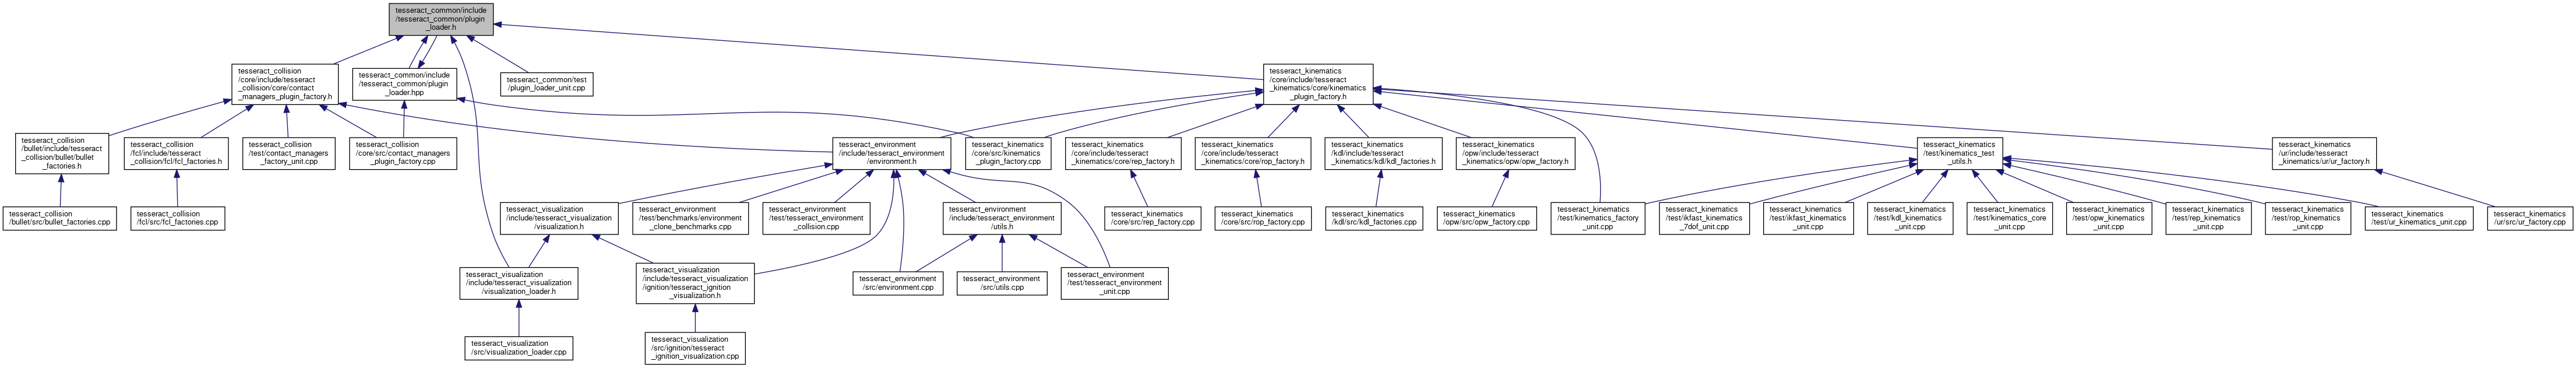 tesseract_common/include
/tesseract_common/plugin
_loader.h
tesseract_collision
/core/include/tesseract
_collision/core/contact
_managers_plugin_factory.h
tesseract_common/include
/tesseract_common/plugin
_loader.hpp
tesseract_common/test
/plugin_loader_unit.cpp
tesseract_kinematics
/core/include/tesseract
_kinematics/core/kinematics
_plugin_factory.h
tesseract_collision
/bullet/include/tesseract
_collision/bullet/bullet
_factories.h
tesseract_collision
/fcl/include/tesseract
_collision/fcl/fcl_factories.h
tesseract_collision
/test/contact_managers
_factory_unit.cpp
tesseract_collision
/core/src/contact_managers
_plugin_factory.cpp
tesseract_environment
/include/tesseract_environment
/environment.h
tesseract_kinematics
/core/src/kinematics
_plugin_factory.cpp
tesseract_kinematics
/core/include/tesseract
_kinematics/core/rep_factory.h
tesseract_kinematics
/core/include/tesseract
_kinematics/core/rop_factory.h
tesseract_kinematics
/kdl/include/tesseract
_kinematics/kdl/kdl_factories.h
tesseract_kinematics
/opw/include/tesseract
_kinematics/opw/opw_factory.h
tesseract_kinematics
/test/kinematics_test
_utils.h
tesseract_kinematics
/ur/include/tesseract
_kinematics/ur/ur_factory.h
tesseract_collision
/bullet/src/bullet_factories.cpp
tesseract_collision
/fcl/src/fcl_factories.cpp
tesseract_visualization
/include/tesseract_visualization
/visualization.h
tesseract_environment
/test/benchmarks/environment
_clone_benchmarks.cpp
tesseract_environment
/test/tesseract_environment
_collision.cpp
tesseract_environment
/include/tesseract_environment
/utils.h
tesseract_kinematics
/core/src/rep_factory.cpp
tesseract_kinematics
/core/src/rop_factory.cpp
tesseract_kinematics
/kdl/src/kdl_factories.cpp
tesseract_kinematics
/opw/src/opw_factory.cpp
tesseract_kinematics
/test/kinematics_factory
_unit.cpp
tesseract_kinematics
/test/ikfast_kinematics
_7dof_unit.cpp
tesseract_kinematics
/test/ikfast_kinematics
_unit.cpp
tesseract_kinematics
/test/kdl_kinematics
_unit.cpp
tesseract_kinematics
/test/kinematics_core
_unit.cpp
tesseract_kinematics
/test/opw_kinematics
_unit.cpp
tesseract_kinematics
/test/rep_kinematics
_unit.cpp
tesseract_kinematics
/test/rop_kinematics
_unit.cpp
tesseract_kinematics
/test/ur_kinematics_unit.cpp
tesseract_kinematics
/ur/src/ur_factory.cpp
tesseract_visualization
/include/tesseract_visualization
/visualization_loader.h
tesseract_visualization
/include/tesseract_visualization
/ignition/tesseract_ignition
_visualization.h
tesseract_environment
/src/environment.cpp
tesseract_environment
/src/utils.cpp
tesseract_environment
/test/tesseract_environment
_unit.cpp
tesseract_visualization
/src/visualization_loader.cpp
tesseract_visualization
/src/ignition/tesseract
_ignition_visualization.cpp